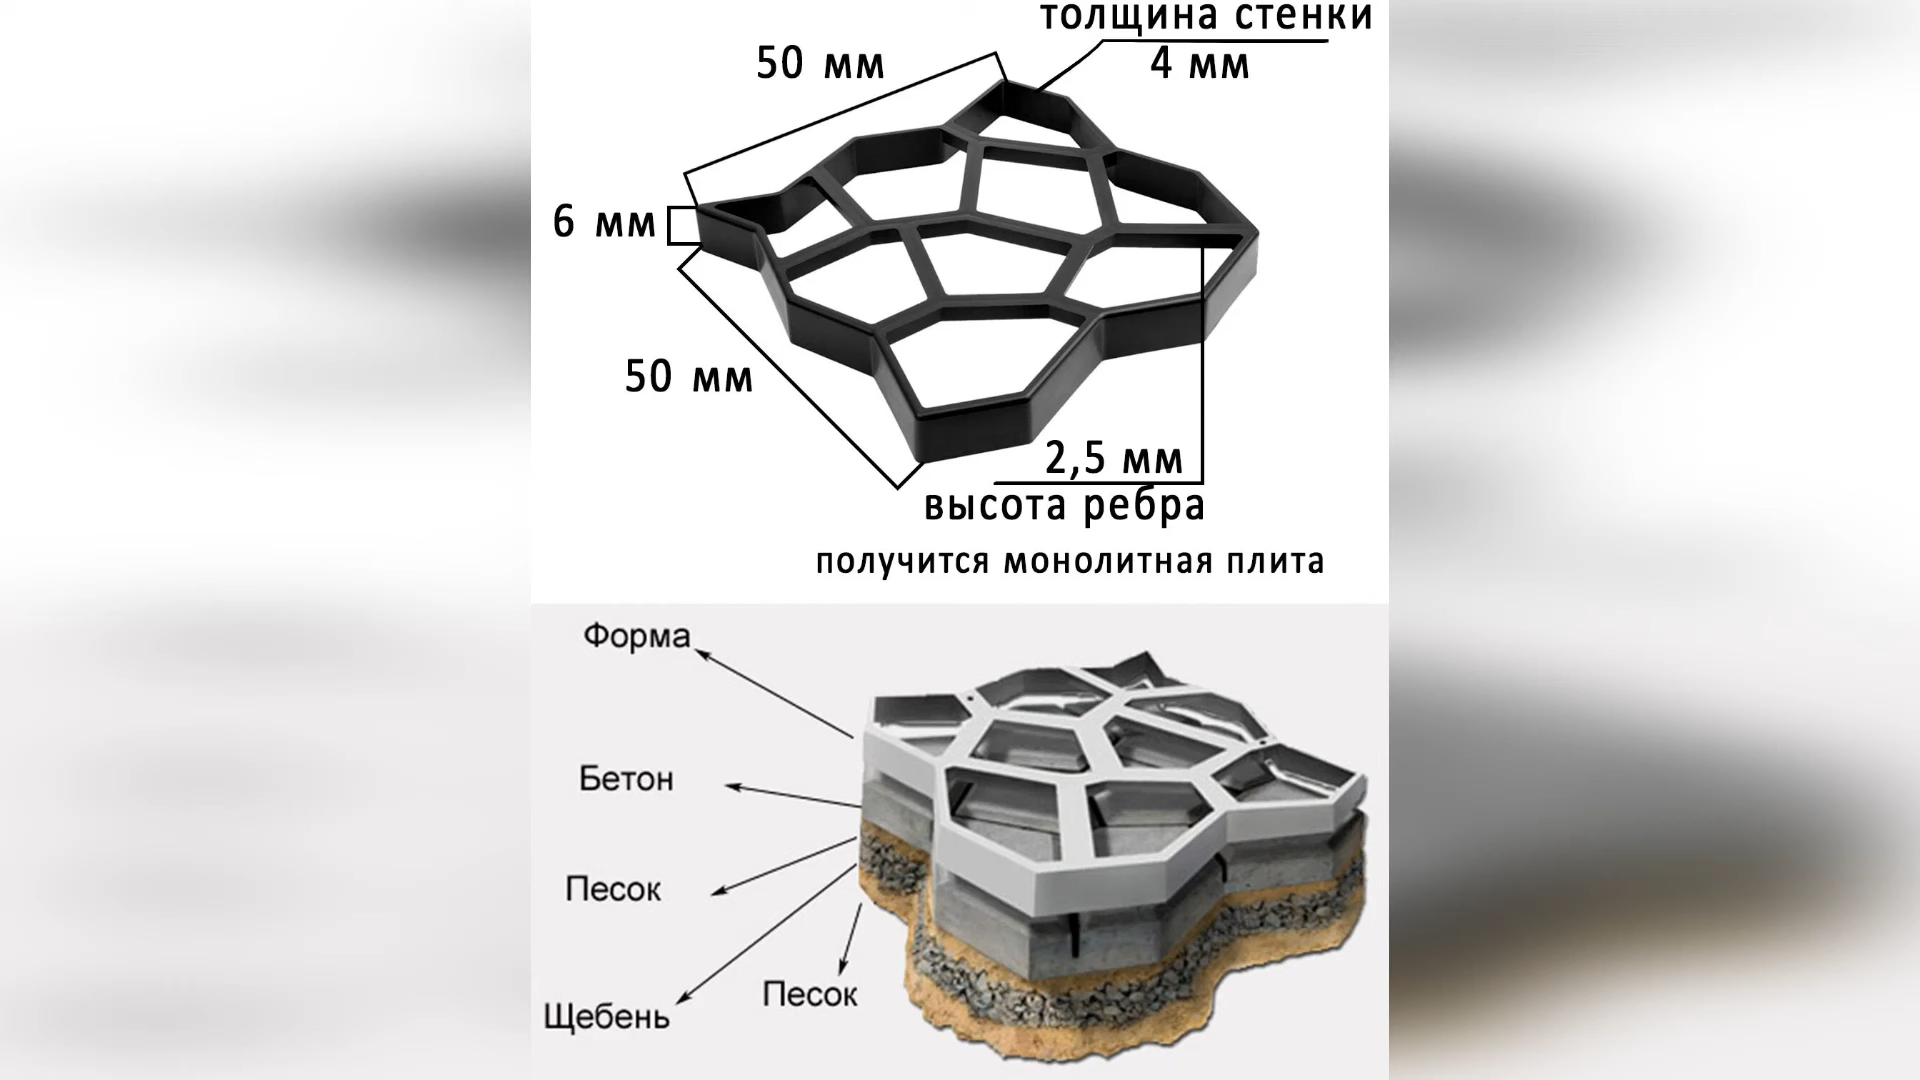 толщина стенки
50 мм
4 мм
6 мм
50 мм
2,5 мм
высота ребра
получится монолитная плита
Форма
Бетон
Песок
Песок
Щебень